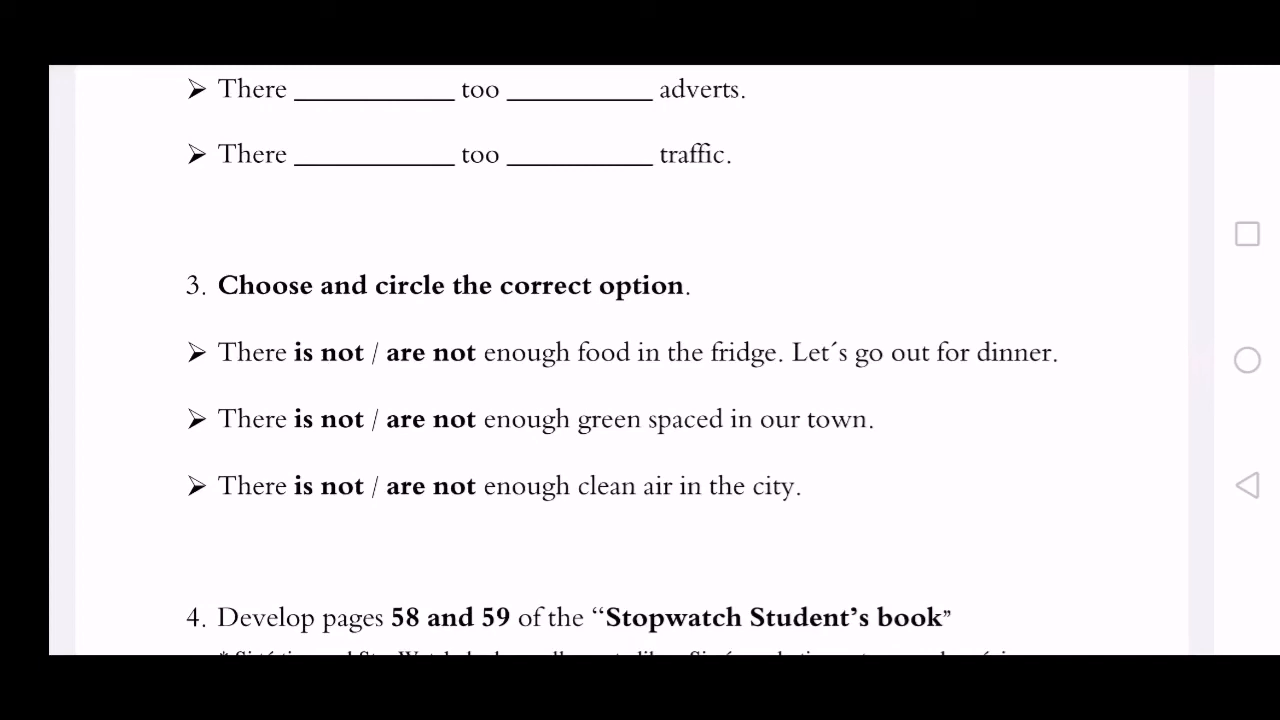 ➢ There ___________ too __________ adverts.
➢ There ___________ too __________ traffic.
3. Choose and circle the correct option.
➢ There is not / are not enough food in the fridge. Let´s go out for dinner.
➢ There is not / are not enough green spaced in our town.
➢ There is not / are not enough clean air in the city.
4. Develop pages 58 and 59 of the “Stopwatch Student’s book”